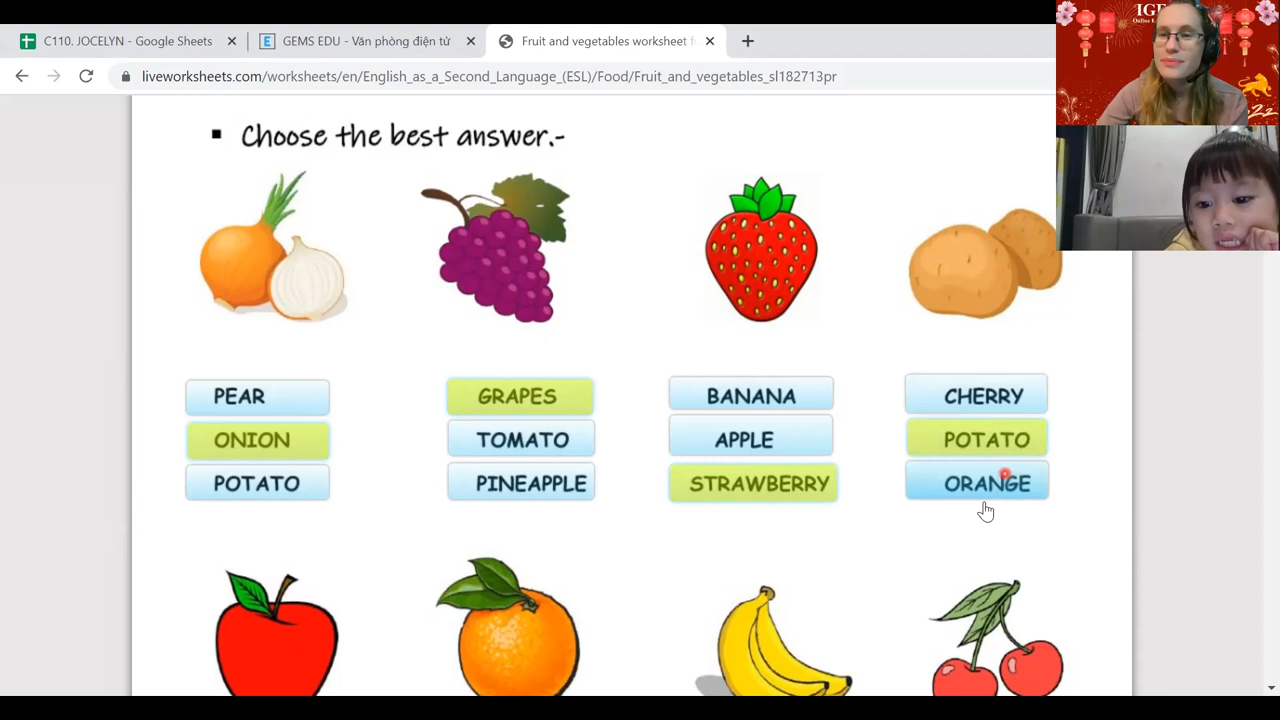 C110. JOCELYN - Google Sheets
GEMS EDU - Văn phòng điện tử
Fruit and vegetables worksheet f
liveworksheets.com/worksheets/en/English_as_a_Second_Language_(ESL)/Food/Fruit_and_vegetables_sl182713pr
Choose the best answer.-
PEAR
ONION
POTATO
GRAPES
TOMATO
PINEAPPLE
BANANA
APPLE
STRAWBERRY
CHERRY
POTATO
ORANGE